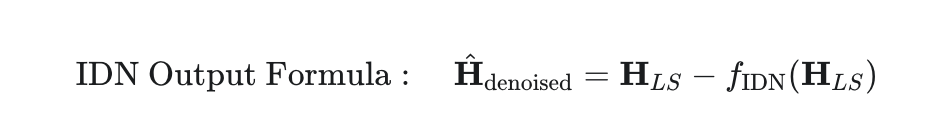 IDN Output Formula : Ĥ_denoised = H_LS − f_IDN(H_LS)